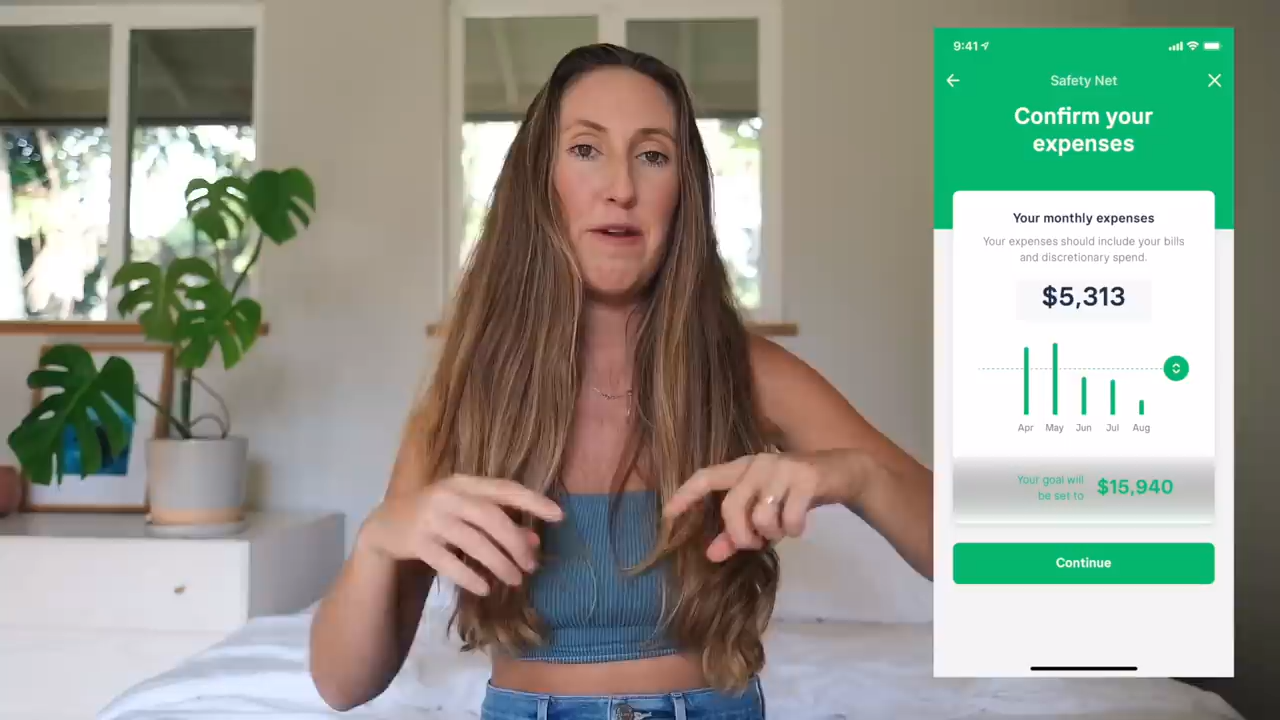 9:41
Safety Net
Confirm your
expenses
Your monthly expenses
Your expenses should include your bills
and discretionary spend.
$5,313
Apr May Jun Jul Aug
Your goal will
be set to
$15,940
Continue